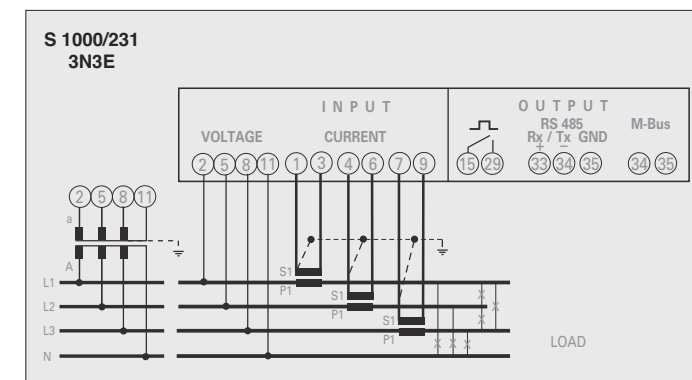 S 1000/231
3N3E
INPUT
OUTPUT
VOLTAGE
CURRENT
RS 485
Rx / Tx GND
+ −
M-Bus
2 5 8 11 1 3 4 6 7 9 15 29 33 34 35 34 35
2 5 8 11
a
A
S1
P1
S1
P1
S1
P1
L1
L2
L3
N
LOAD